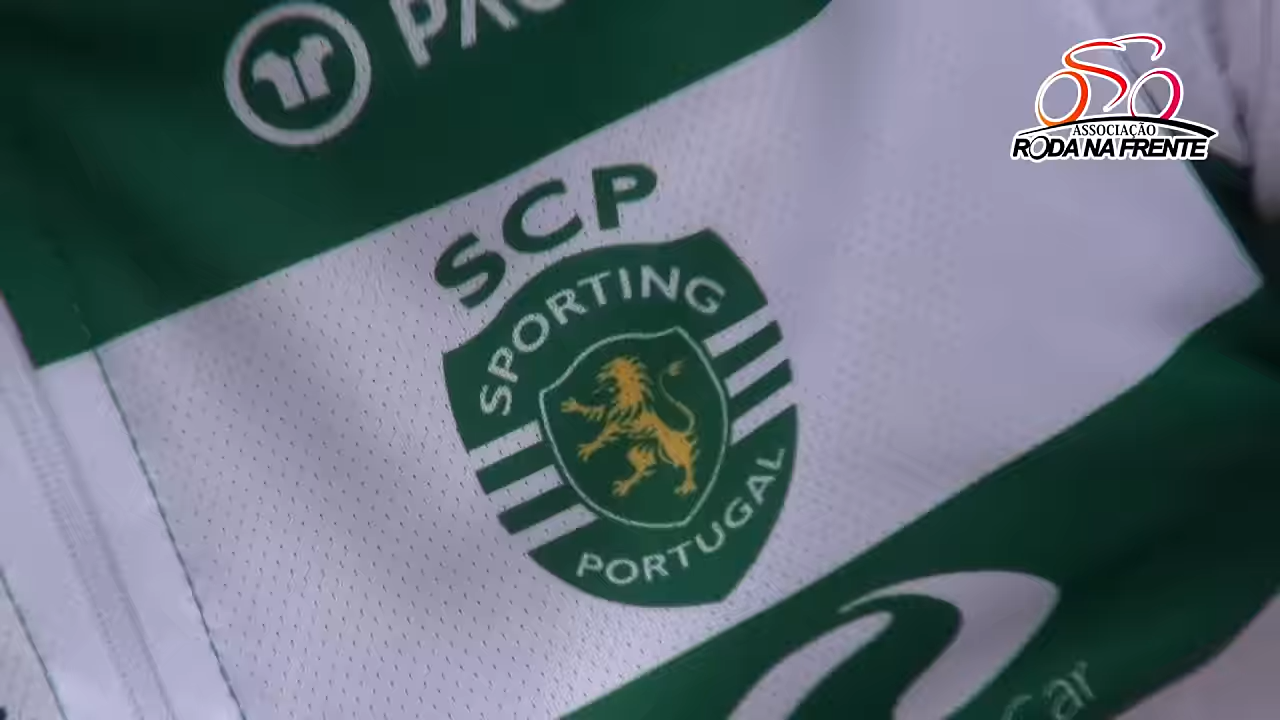 SCP
SPORTING
PORTUGAL
ASSOCIAÇÃO
RODA NA FRENTE